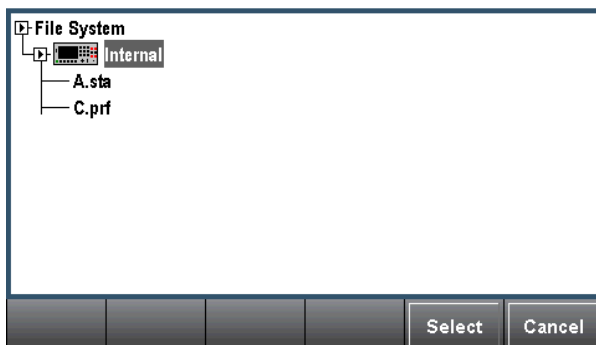 File System
Internal
A.sta
C.prf
Select Cancel